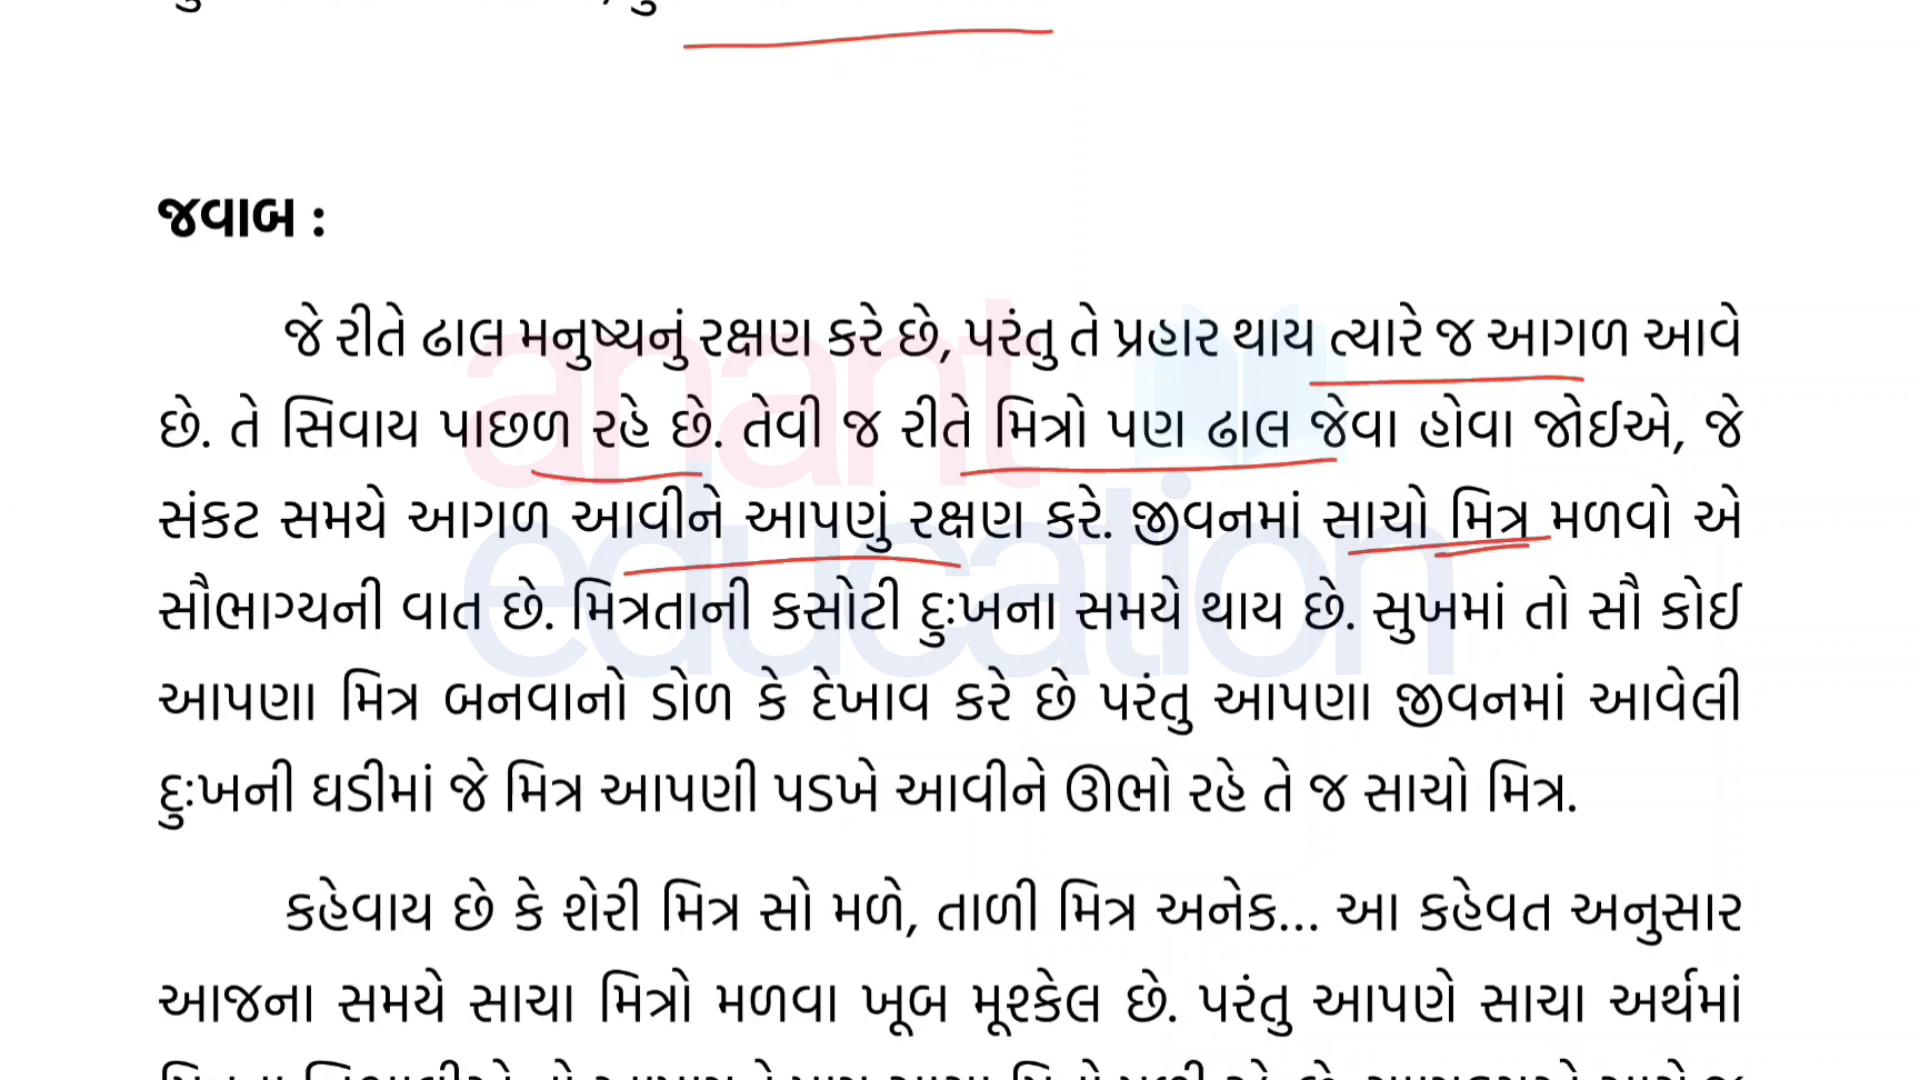 જવાબ :
જે રીતે ઢાલ મનુષ્યનું રક્ષણ કરે છે, પરંતુ તે પ્રહાર થાય ત્યારે જ આગળ આવે
છે. તે સિવાય પાછળ રહે છે. તેવી જ રીતે મિત્રો પણ ઢાલ જેવા હોવા જોઈએ, જે
સંકટ સમયે આગળ આવીને આપણું રક્ષણ કરે. જીવનમાં સાચો મિત્ર મળવો એ
સૌભાગ્યની વાત છે. મિત્રતાની કસોટી દુઃખના સમયે થાય છે. સુખમાં તો સૌ કોઈ
આપણા મિત્ર બનવાનો ડોળ કે દેખાવ કરે છે પરંતુ આપણા જીવનમાં આવેલી
દુઃખની ઘડીમાં જે મિત્ર આપણી પડખે આવીને ઊભો રહે તે જ સાચો મિત્ર.
કહેવાય છે કે શેરી મિત્ર સો મળે, તાળી મિત્ર અનેક... આ કહેવત અનુસાર
આજના સમયે સાચા મિત્રો મળવા ખૂબ મૂશ્કેલ છે. પરંતુ આપણે સાચા અર્થમાં
anant
education